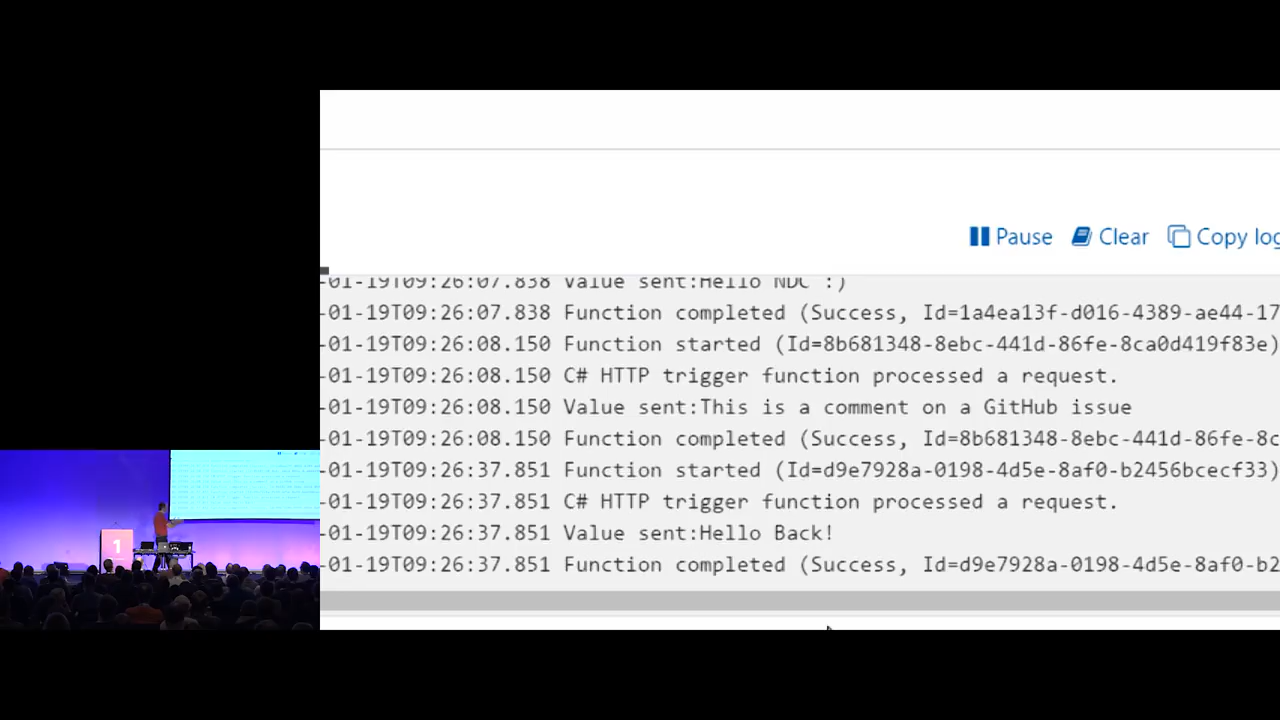 Pause Clear Copy log
-01-19T09:26:07.838 Value sent:Hello NDC :)
-01-19T09:26:07.838 Function completed (Success, Id=1a4ea13f-d016-4389-ae44-17
-01-19T09:26:08.150 Function started (Id=8b681348-8ebc-441d-86fe-8ca0d419f83e)
-01-19T09:26:08.150 C# HTTP trigger function processed a request.
-01-19T09:26:08.150 Value sent:This is a comment on a GitHub issue
-01-19T09:26:08.150 Function completed (Success, Id=8b681348-8ebc-441d-86fe-8c
-01-19T09:26:37.851 Function started (Id=d9e7928a-0198-4d5e-8af0-b2456bcecf33)
-01-19T09:26:37.851 C# HTTP trigger function processed a request.
-01-19T09:26:37.851 Value sent:Hello Back!
-01-19T09:26:37.851 Function completed (Success, Id=d9e7928a-0198-4d5e-8af0-b2
1